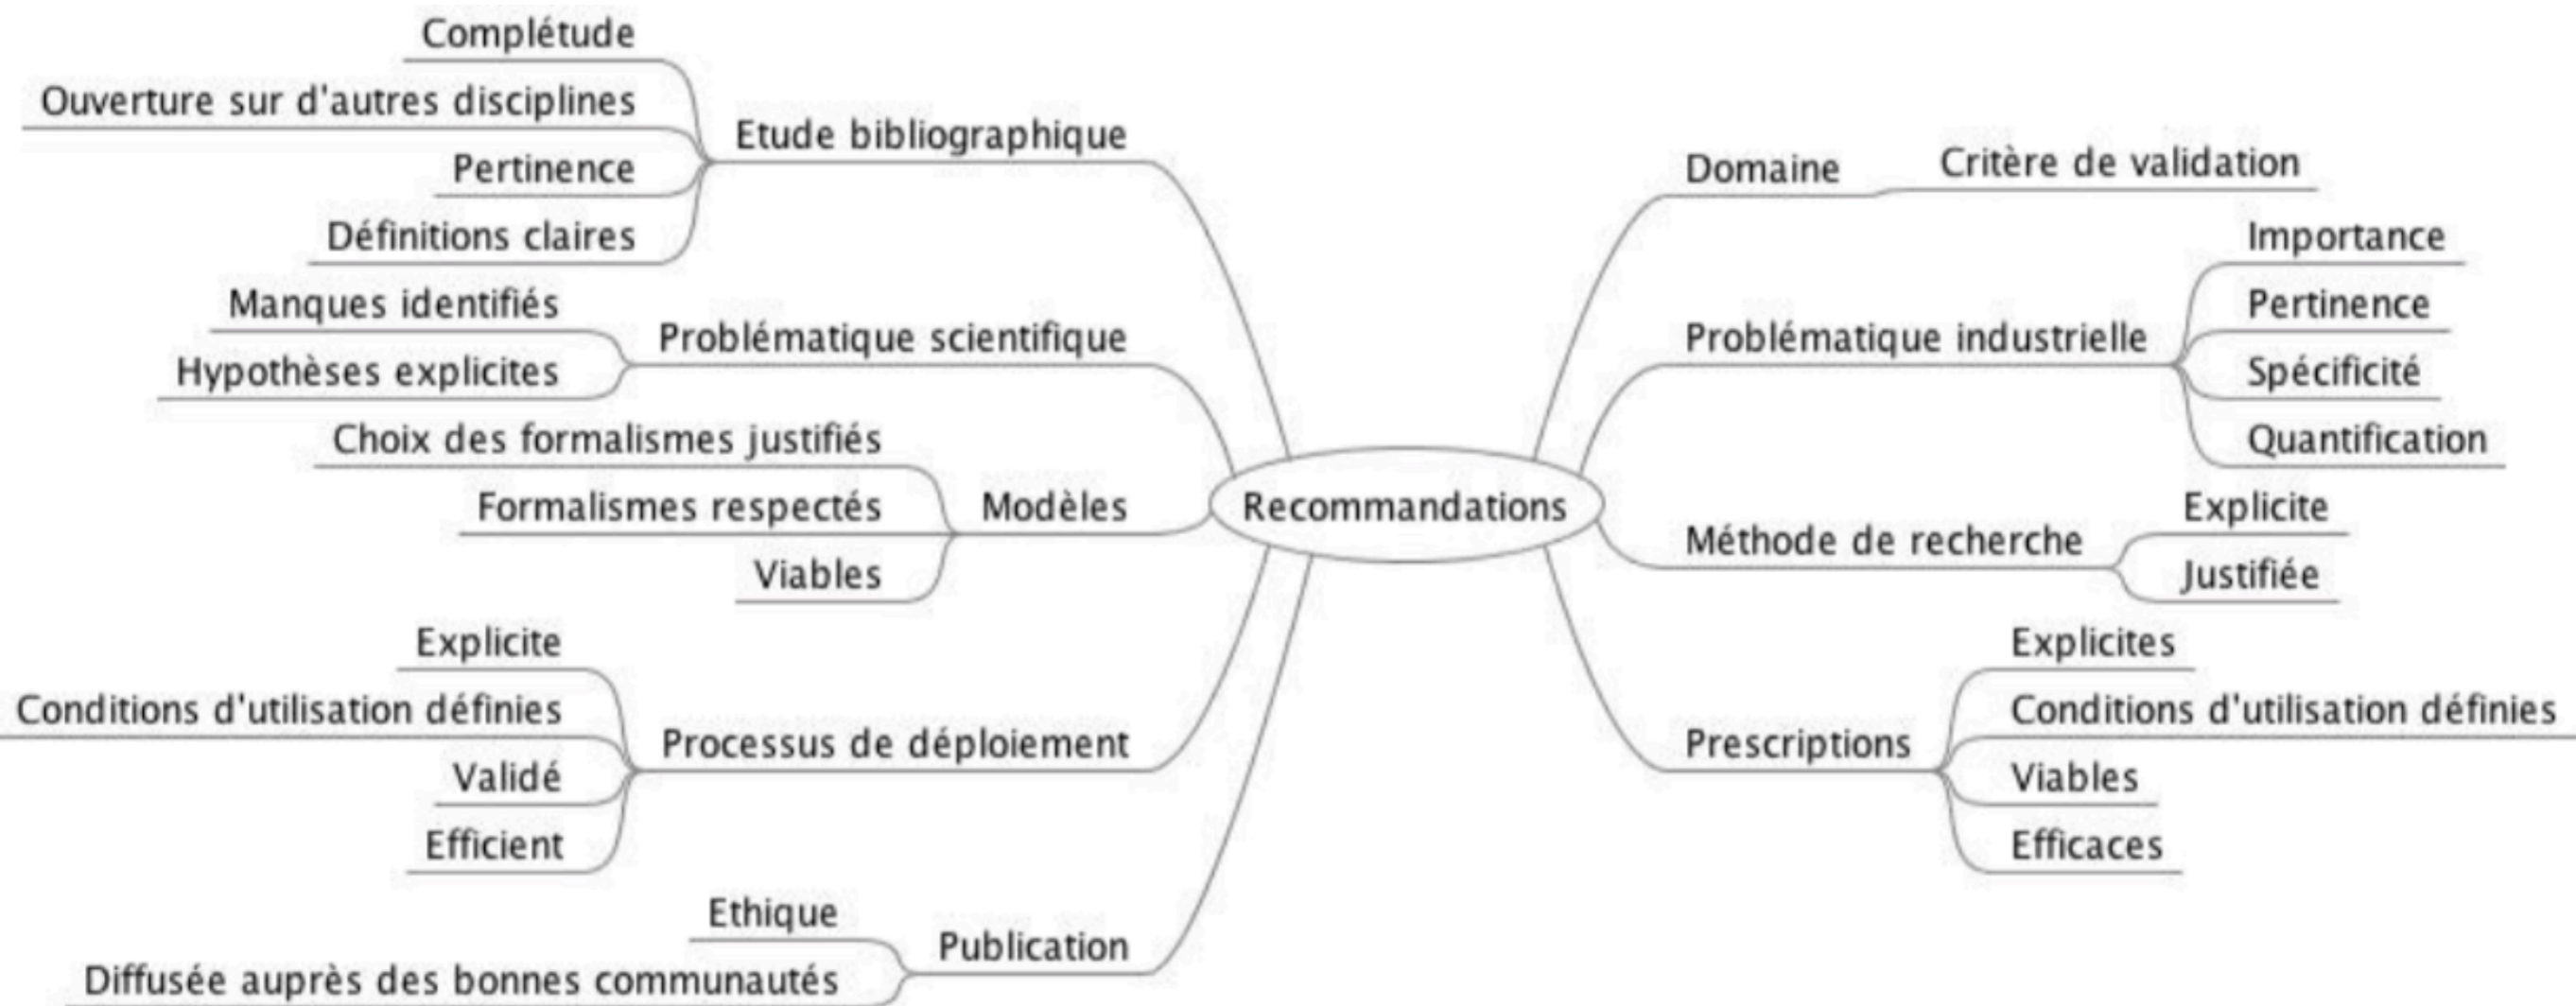 Complétude
Ouverture sur d'autres disciplines
Pertinence
Définitions claires
Etude bibliographique
Manques identifiés
Hypothèses explicites
Problématique scientifique
Choix des formalismes justifiés
Formalismes respectés
Viables
Modèles
Explicite
Conditions d'utilisation définies
Validé
Efficient
Processus de déploiement
Ethique
Diffusée auprès des bonnes communautés
Publication
Recommandations
Domaine
Critère de validation
Problématique industrielle
Importance
Pertinence
Spécificité
Quantification
Méthode de recherche
Explicite
Justifiée
Prescriptions
Explicites
Conditions d'utilisation définies
Viables
Efficaces